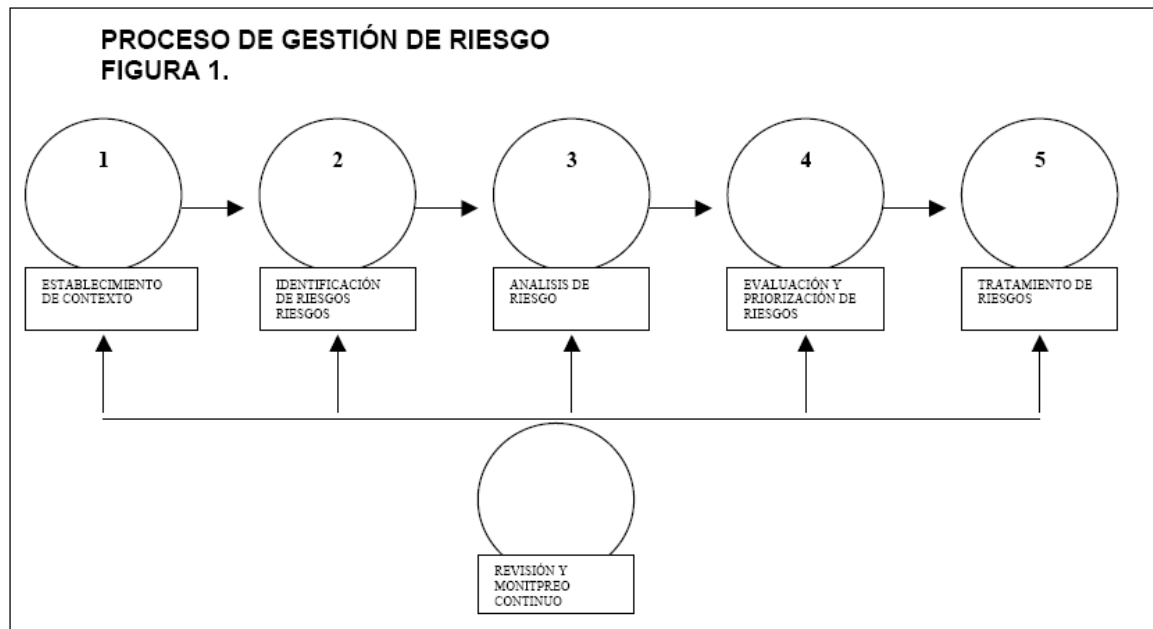 PROCESO DE GESTIÓN DE RIESGO
FIGURA 1.
1
2
3
4
5
ESTABLECIMIENTO
DE CONTEXTO
IDENTIFICACIÓN
DE RIESGOS
RIESGOS
ANALISIS DE
RIESGO
EVALUACIÓN Y
PRIORIZACIÓN DE
RIESGOS
TRATAMIENTO DE
RIESGOS
REVISIÓN Y
MONITPREO
CONTINUO